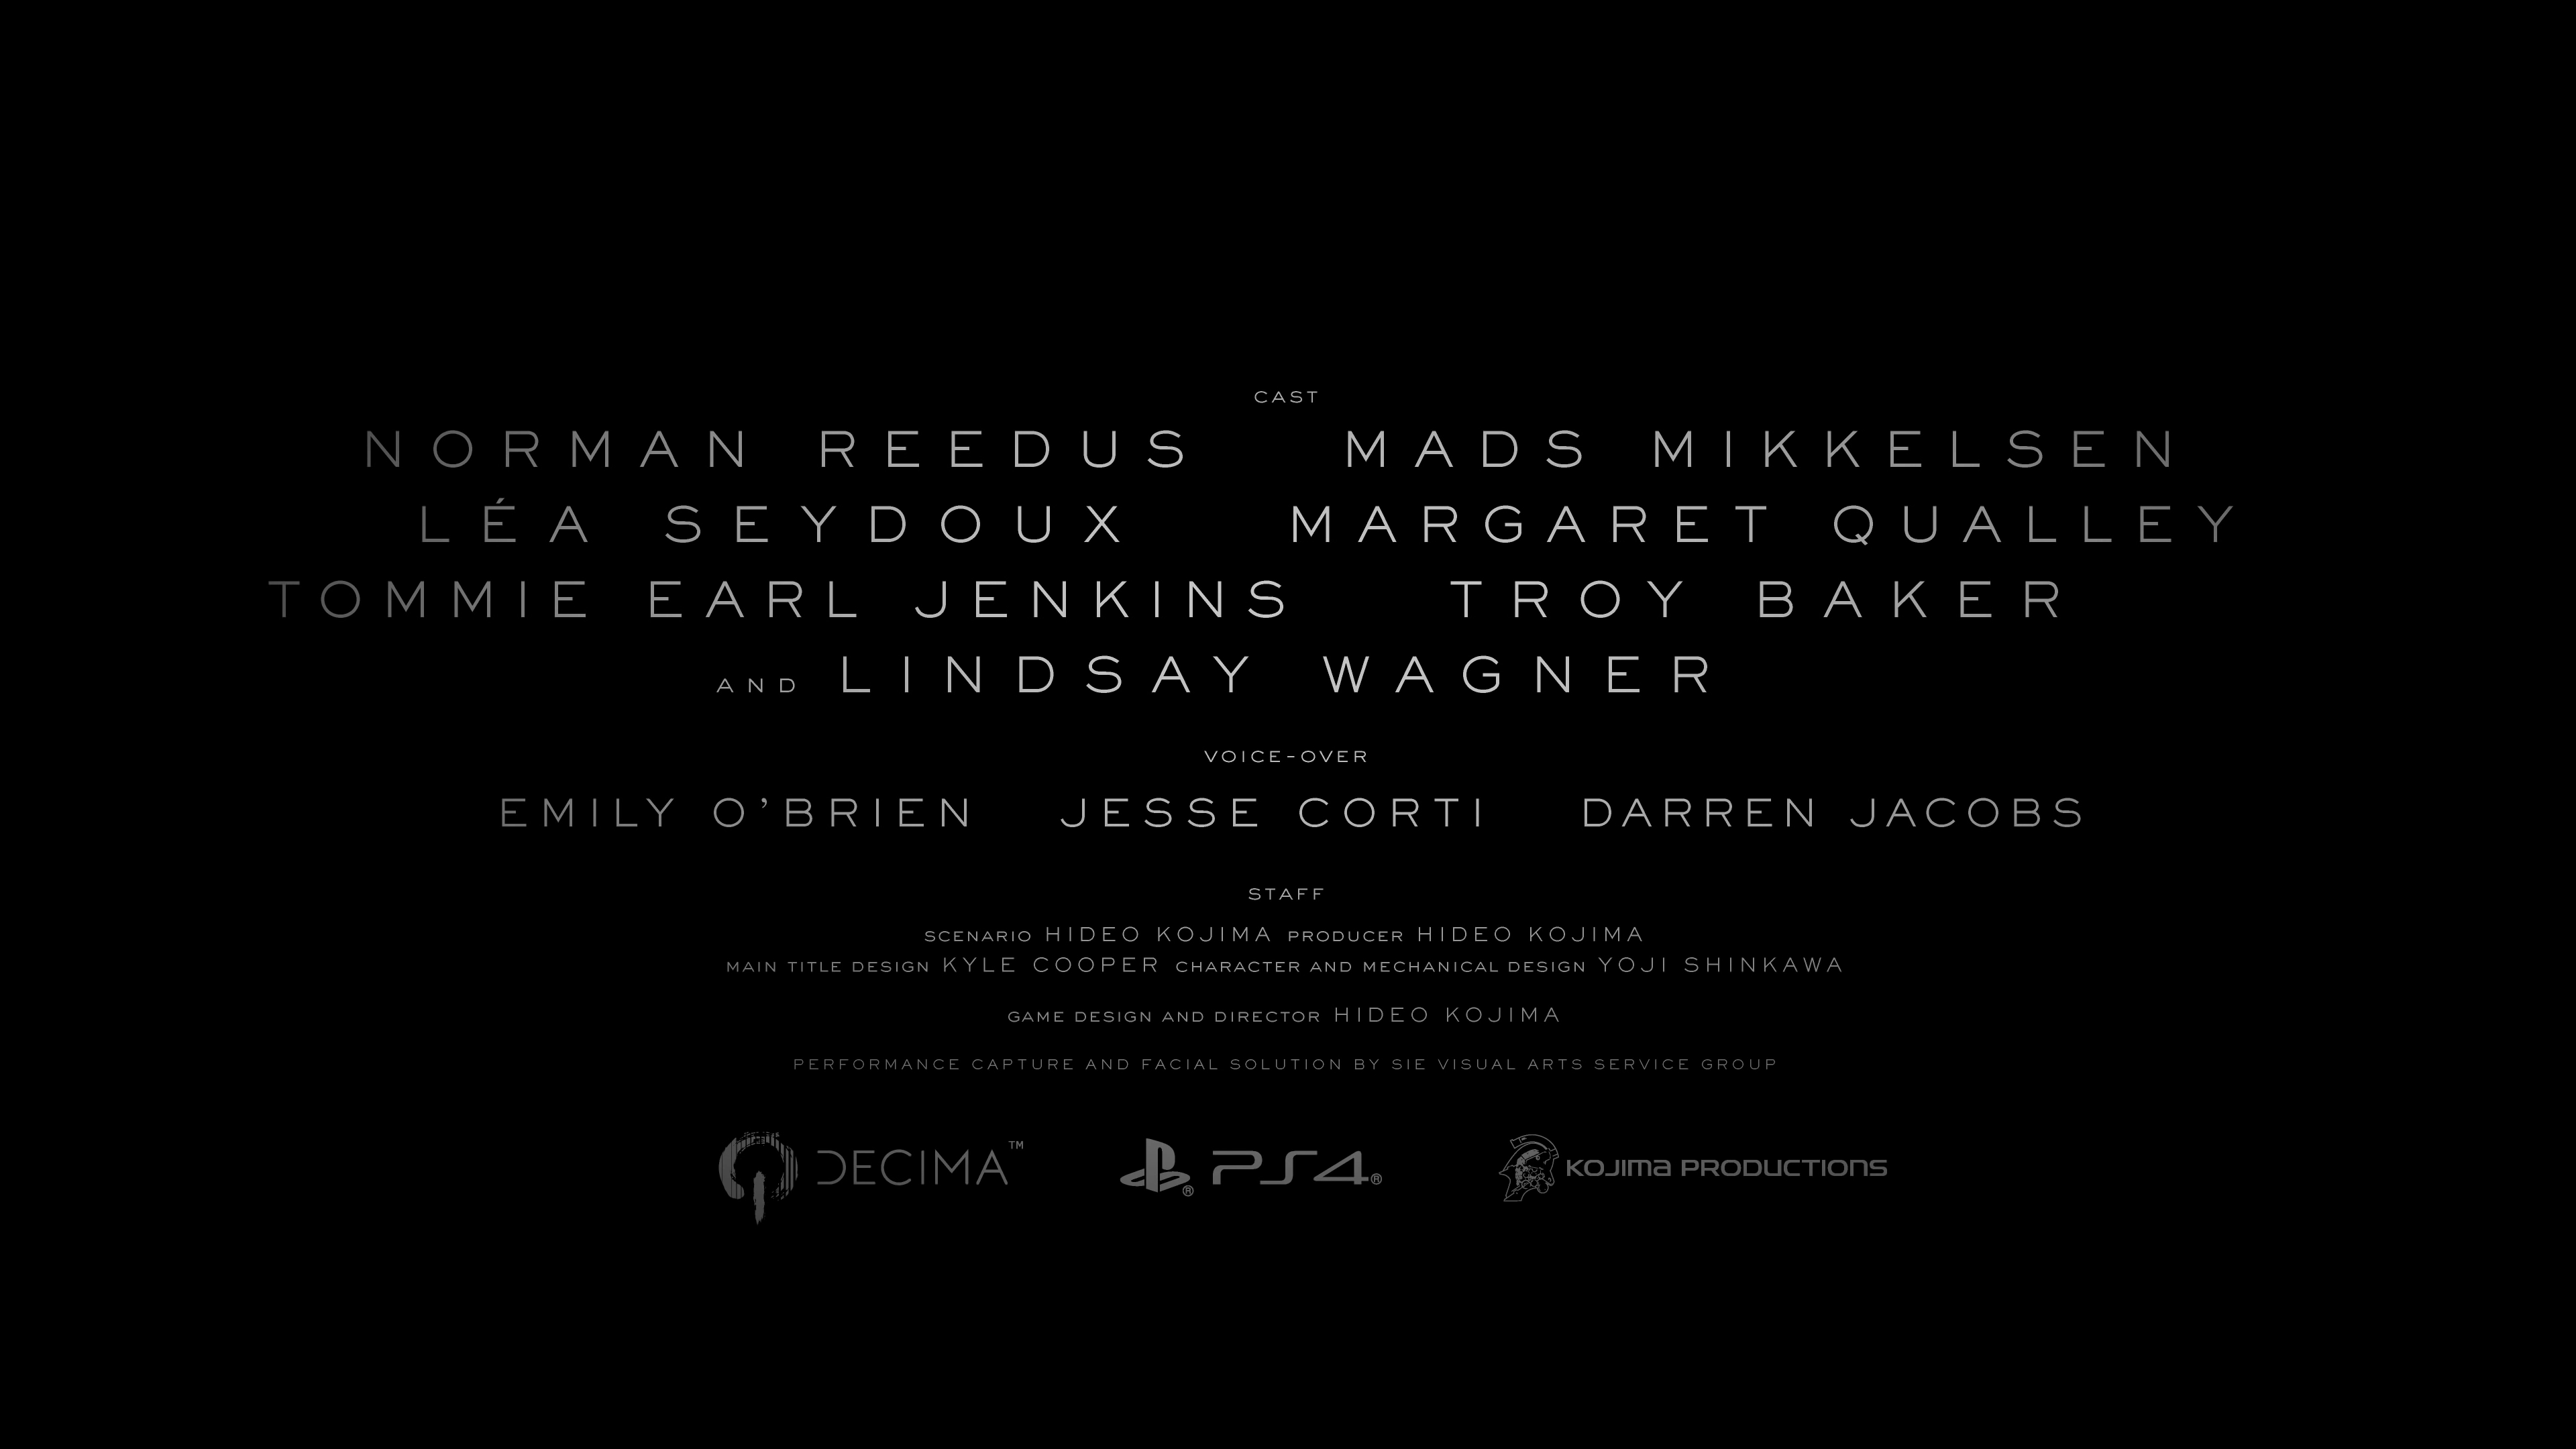 CAST
NORMAN REEDUS MADS MIKKELSEN
LÉA SEYDOUX MARGARET QUALLEY
TOMMIE EARL JENKINS TROY BAKER
AND LINDSAY WAGNER
VOICE-OVER
EMILY O’BRIEN JESSE CORTI DARREN JACOBS
STAFF
SCENARIO HIDEO KOJIMA PRODUCER HIDEO KOJIMA
MAIN TITLE DESIGN KYLE COOPER CHARACTER AND MECHANICAL DESIGN YOJI SHINKAWA
GAME DESIGN AND DIRECTOR HIDEO KOJIMA
PERFORMANCE CAPTURE AND FACIAL SOLUTION BY SIE VISUAL ARTS SERVICE GROUP
DECIMA™ PS4® KOJIMA PRODUCTIONS